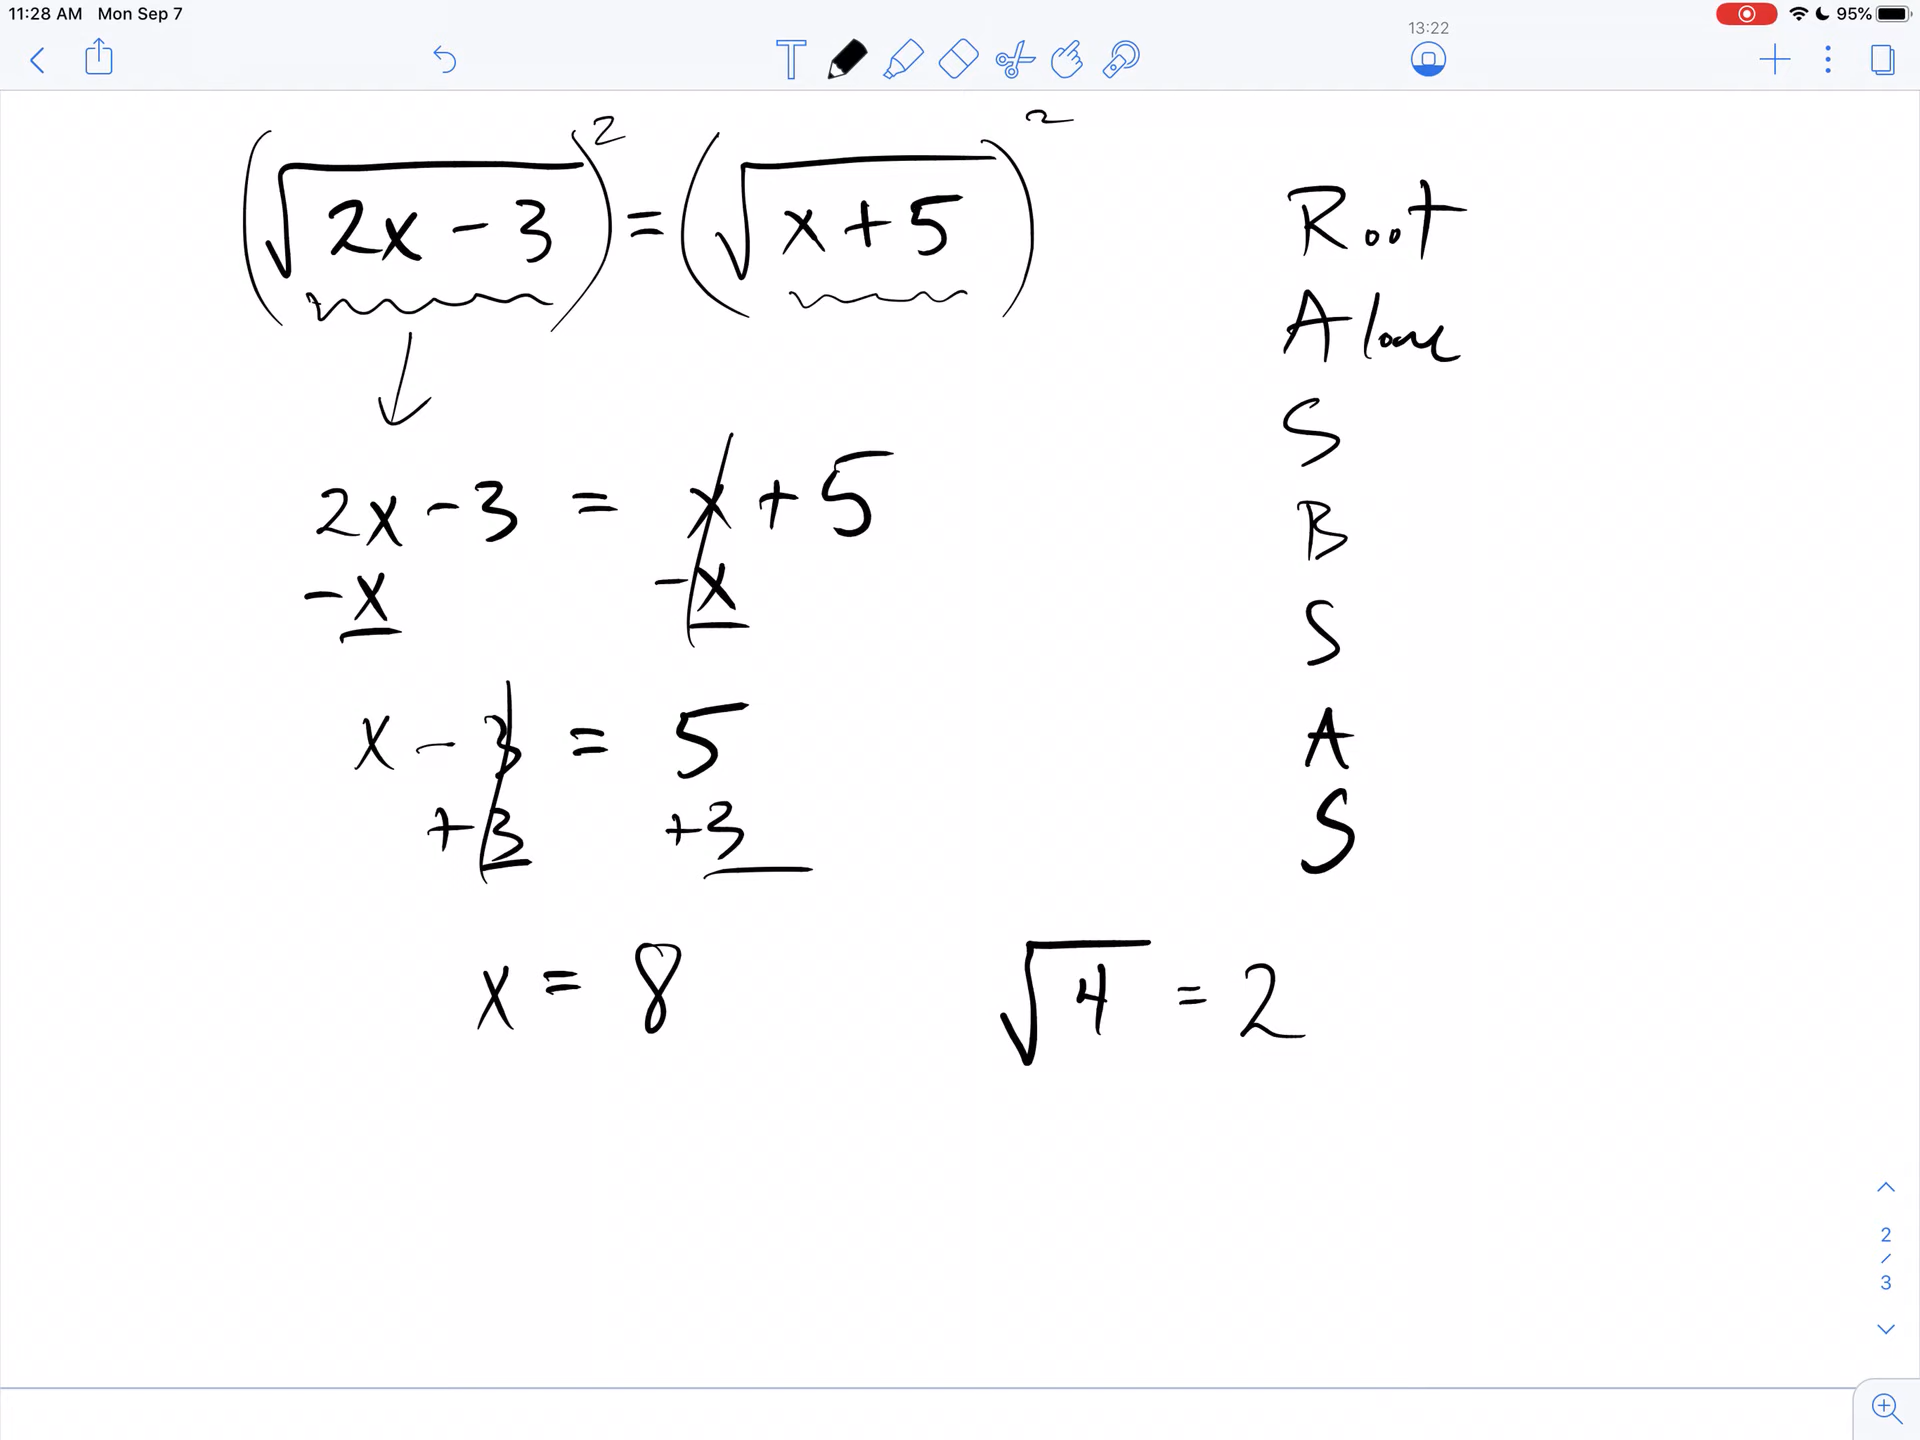 11:28 AM Mon Sep 7
95%
13:22
T
(√(2x - 3))² = (√(x + 5))²
2x - 3 = x + 5
-x -x
x - 3 = 5
+3 +3
x = 8
Root
Alone
S
B
S
A
S
√4 = 2
2
/
3